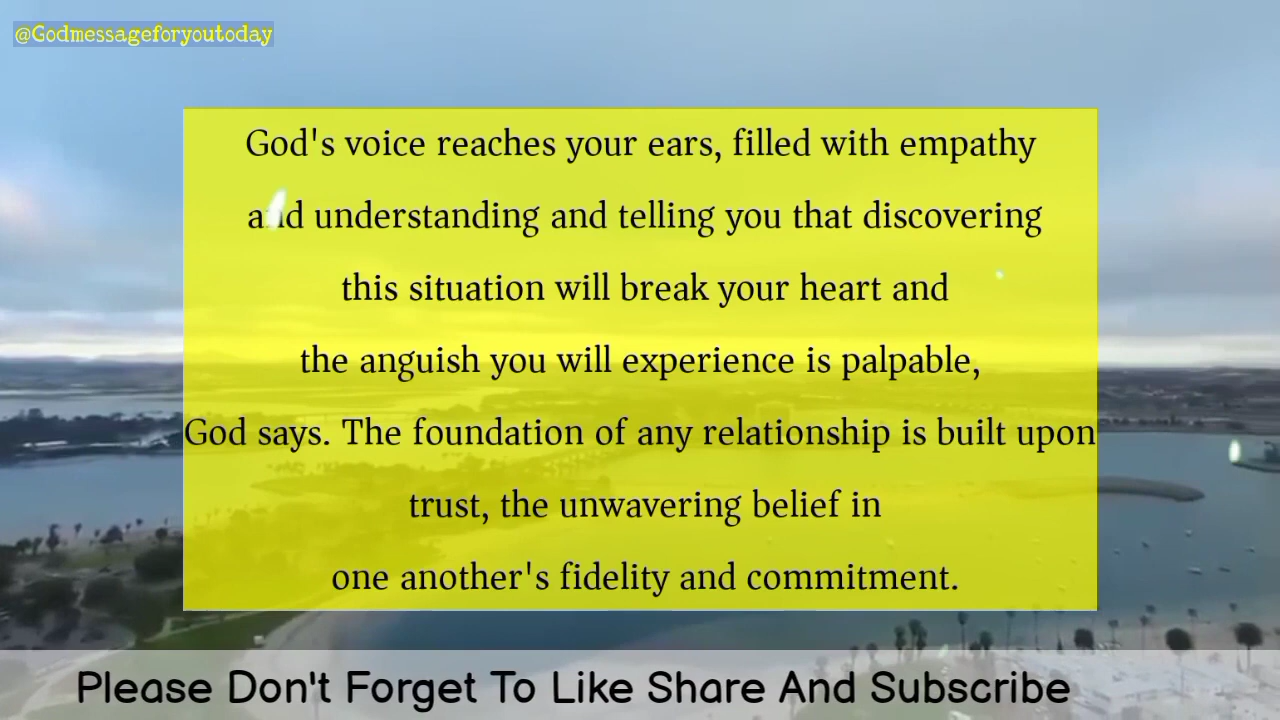 @Godmessageforyoutoday
God's voice reaches your ears, filled with empathy
and understanding and telling you that discovering
this situation will break your heart and
the anguish you will experience is palpable,
God says. The foundation of any relationship is built upon
trust, the unwavering belief in
one another's fidelity and commitment.
Please Don't Forget To Like Share And Subscribe